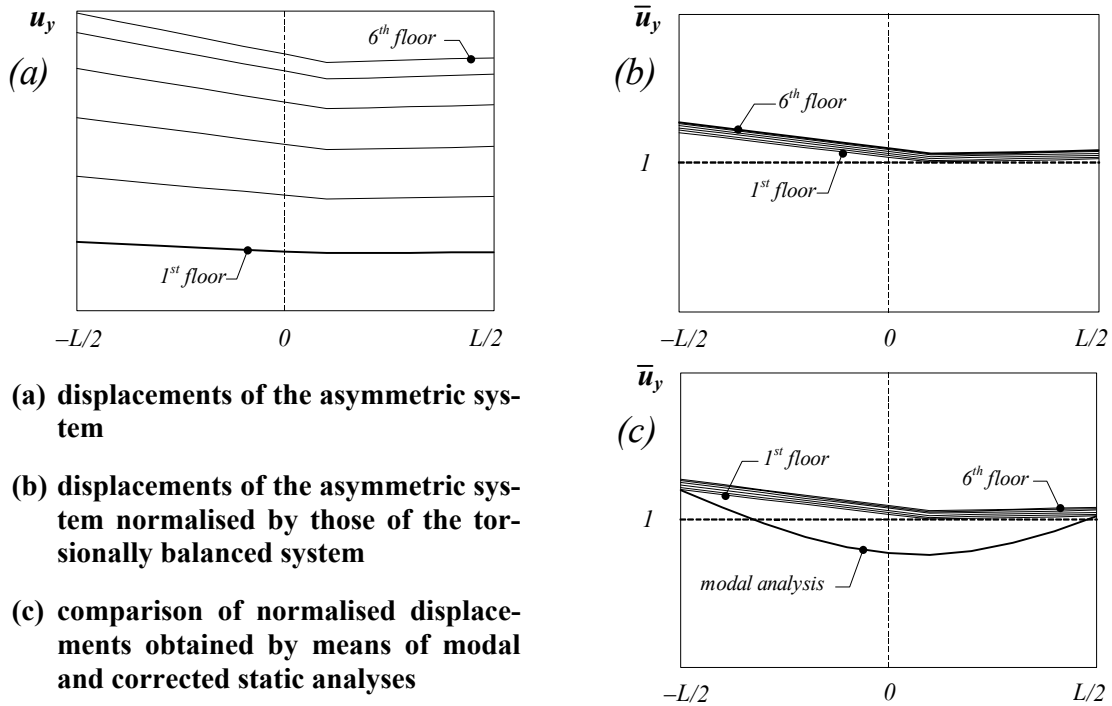 u_y
(a)
6th floor
1st floor
–L/2 0 L/2
ū_y
(b)
6th floor
1
1st floor
–L/2 0 L/2
(a) displacements of the asymmetric sys-
tem
(b) displacements of the asymmetric sys-
tem normalised by those of the tor-
sionally balanced system
(c) comparison of normalised displace-
ments obtained by means of modal
and corrected static analyses
ū_y
(c)
1st floor
6th floor
1
modal analysis
–L/2 0 L/2